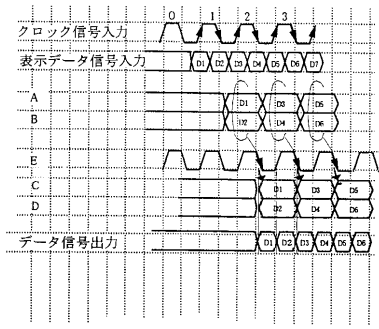 0 1 2 3
クロック信号入力
表示データ信号入力 D1 D2 D3 D4 D5 D6 D7
A D1 D3 D5
B D2 D4 D6
E
C D1 D3 D5
D D2 D4 D6
データ信号出力 D1 D2 D3 D4 D5 D6